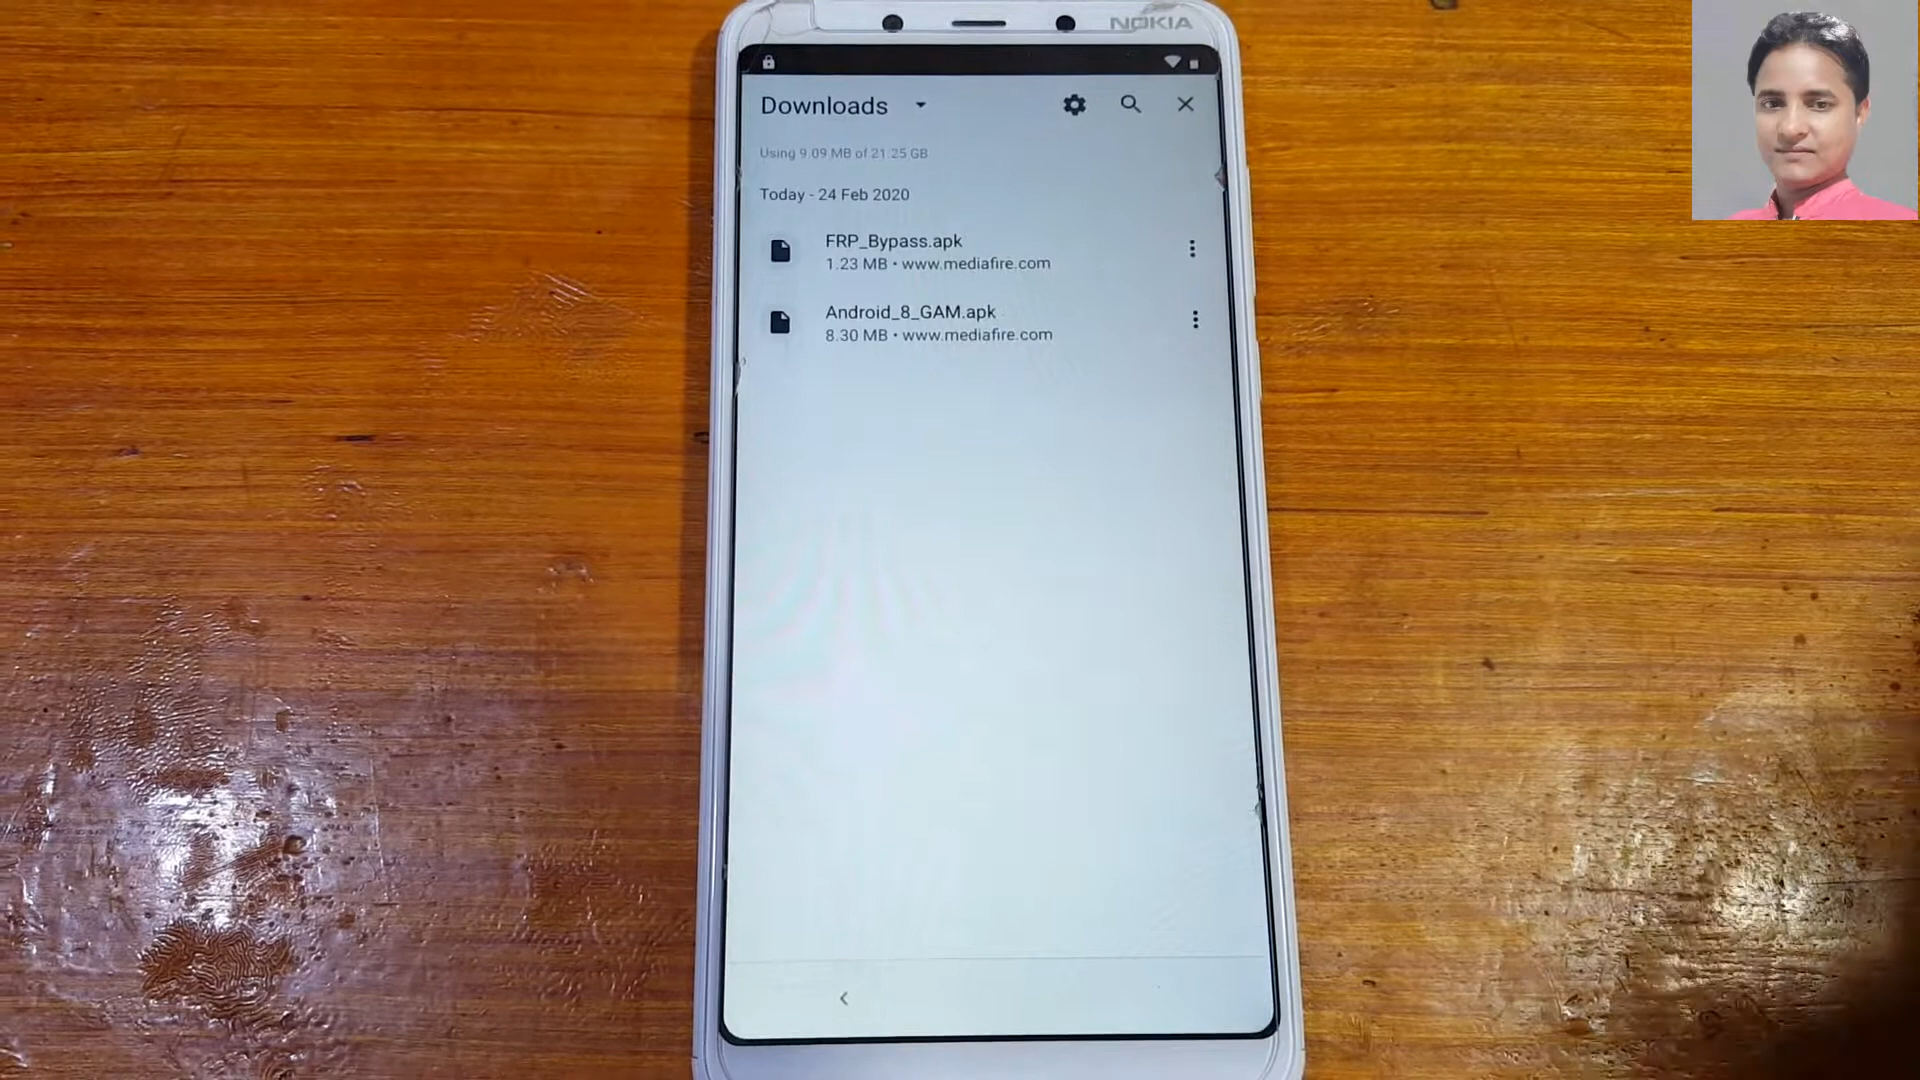 NOKIA
Downloads
Using 9.09 MB of 21.25 GB
Today - 24 Feb 2020
FRP_Bypass.apk
1.23 MB • www.mediafire.com
Android_8_GAM.apk
8.30 MB • www.mediafire.com